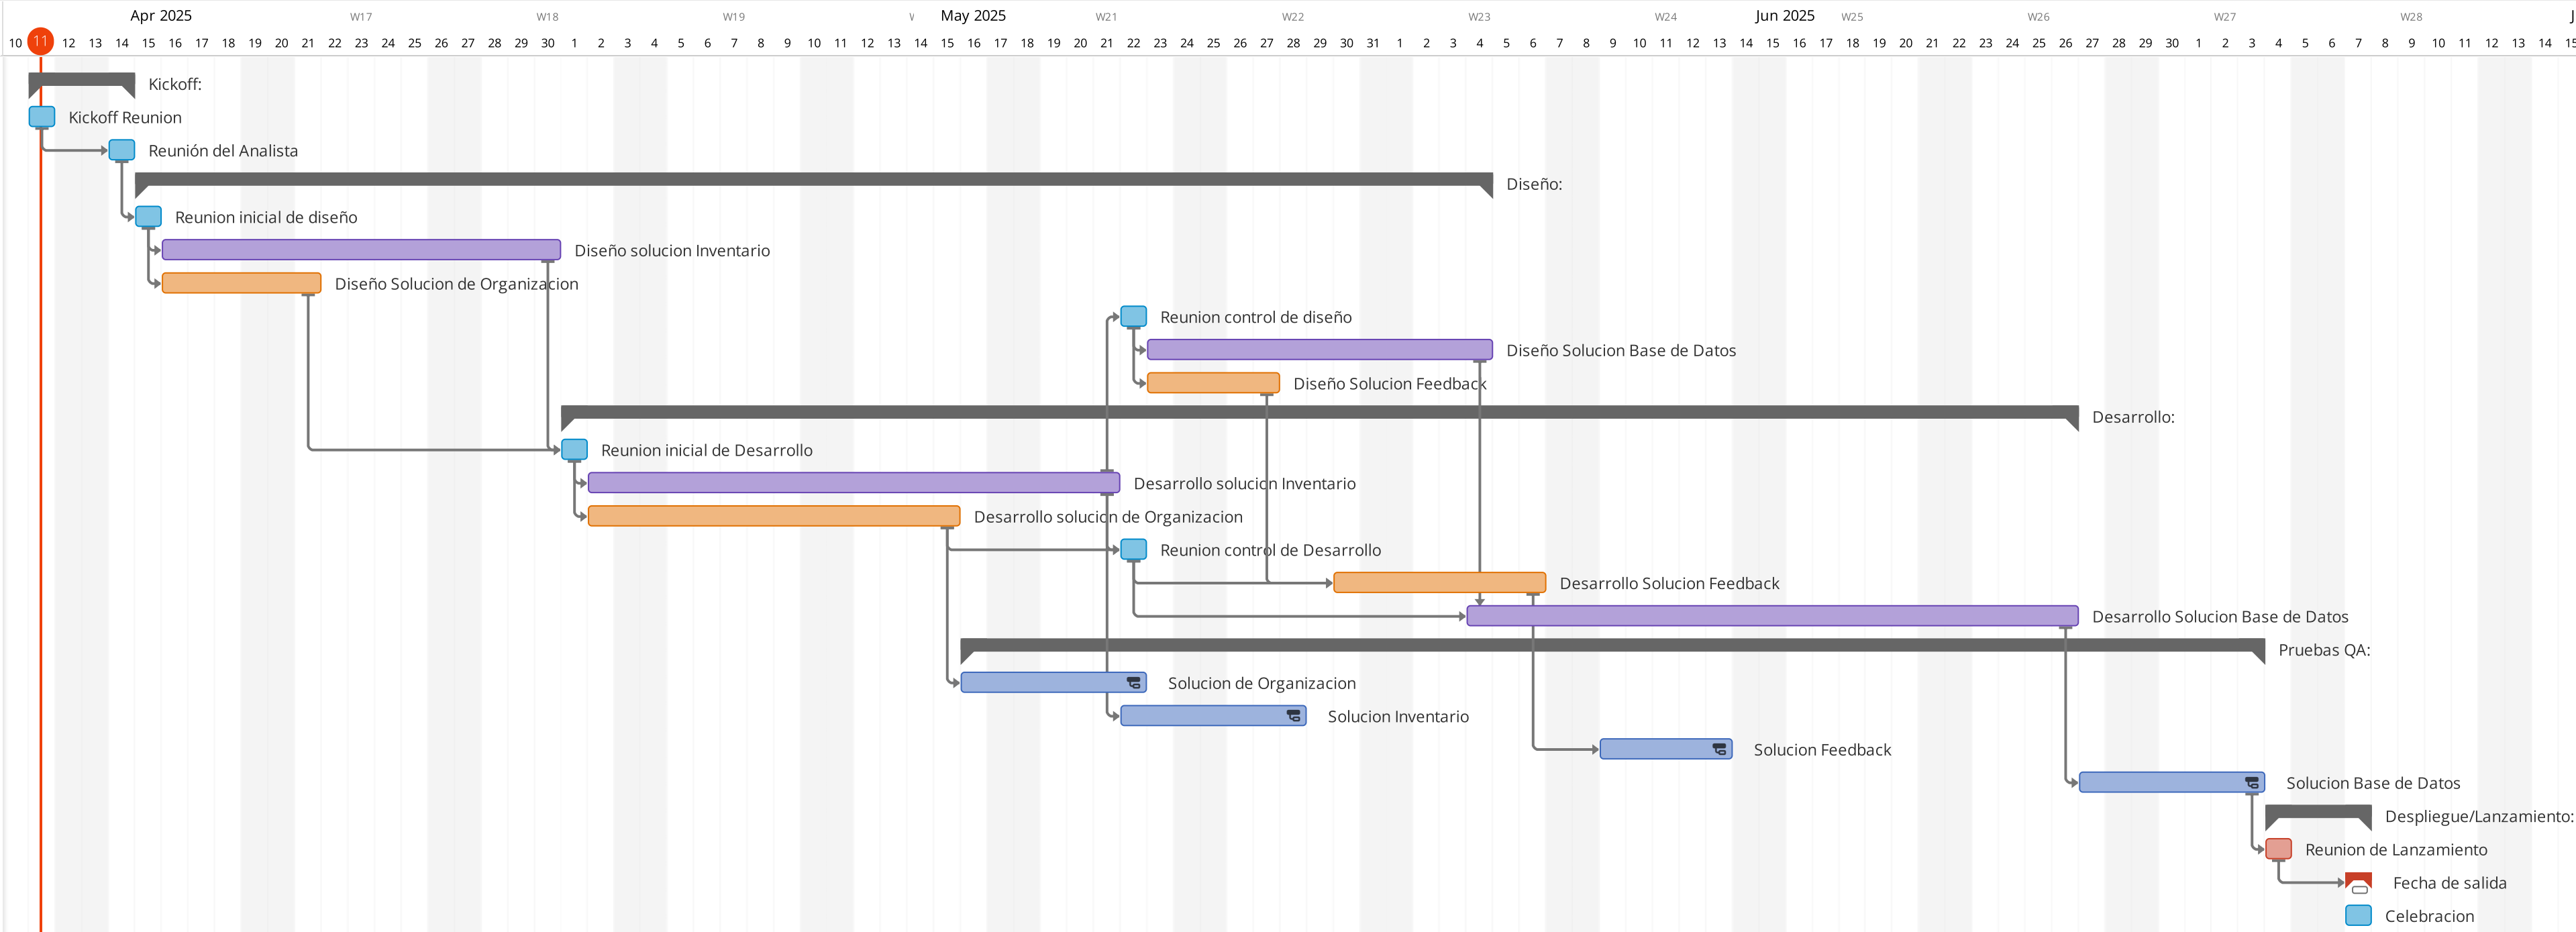 Apr 2025 W17 W18 W19 May 2025 W21 W22 W23 W24 Jun 2025 W25 W26 W27 W28
10 11 12 13 14 15 16 17 18 19 20 21 22 23 24 25 26 27 28 29 30 1 2 3 4 5 6 7 8 9 10 11 12 13 14 15 16 17 18 19 20 21 22 23 24 25 26 27 28 29 30 31 1 2 3 4 5 6 7 8 9 10 11 12 13 14 15 16 17 18 19 20 21 22 23 24 25 26 27 28 29 30 1 2 3 4 5 6 7 8 9 10 11 12 13 14
Kickoff:
Kickoff Reunion
Reunión del Analista
Diseño:
Reunion inicial de diseño
Diseño solucion Inventario
Diseño Solucion de Organizacion
Reunion control de diseño
Diseño Solucion Base de Datos
Diseño Solucion Feedback
Desarrollo:
Reunion inicial de Desarrollo
Desarrollo solucion Inventario
Desarrollo solucion de Organizacion
Reunion control de Desarrollo
Desarrollo Solucion Feedback
Desarrollo Solucion Base de Datos
Pruebas QA:
Solucion de Organizacion
Solucion Inventario
Solucion Feedback
Solucion Base de Datos
Despliegue/Lanzamiento:
Reunion de Lanzamiento
Fecha de salida
Celebracion